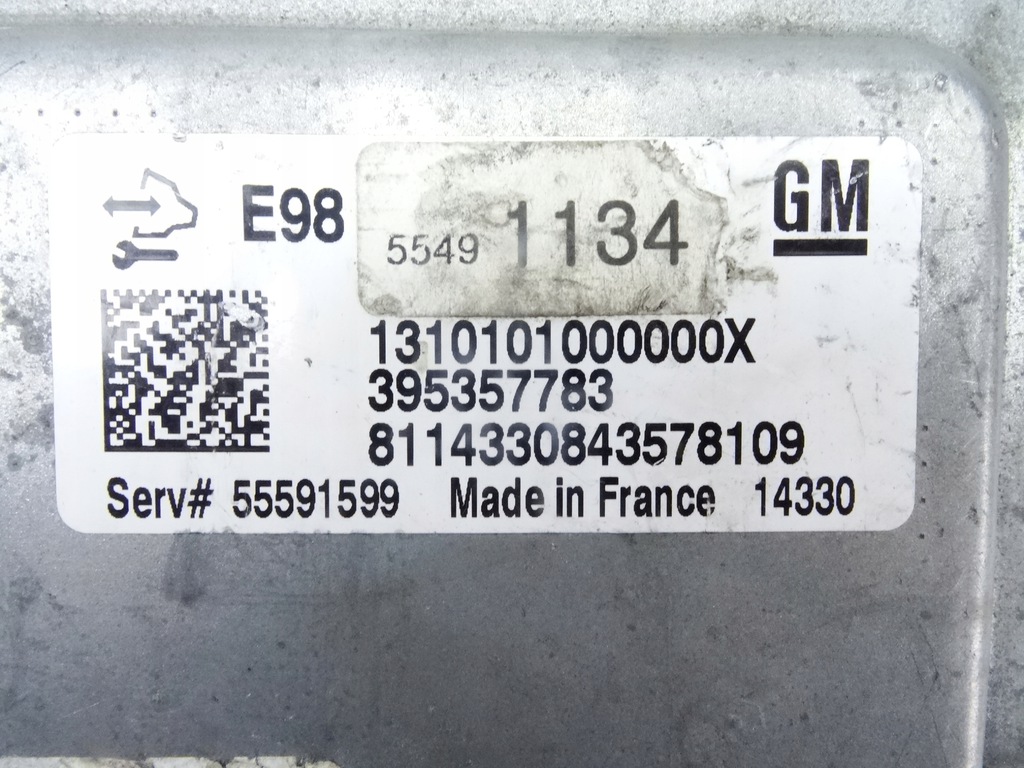 E98
5549 1134
GM
1310101000000X
395357783
8114330843578109
Serv# 55591599 Made in France 14330